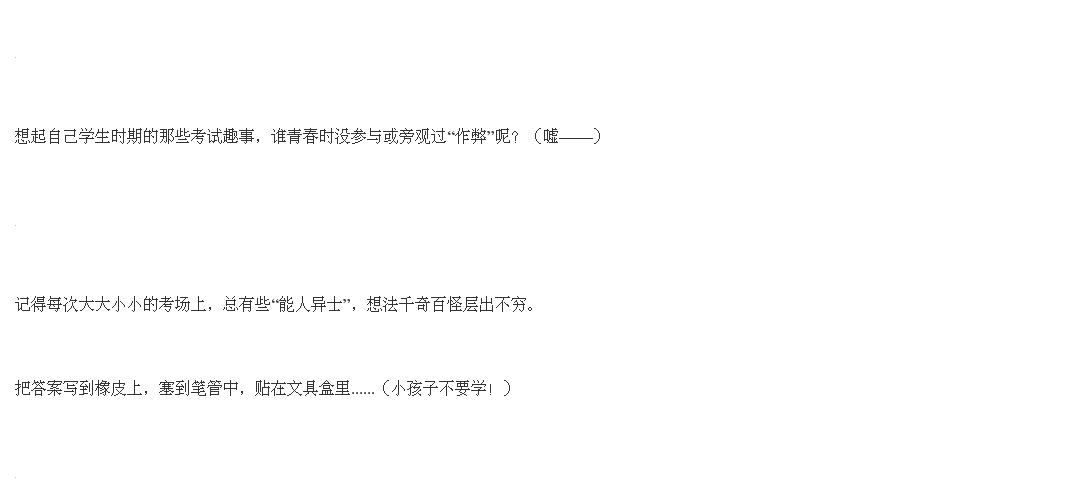 想起自己学生时期的那些考试趣事，谁青春时没参与或旁观过“作弊”呢？（嘘——）
记得每次大大小小的考场上，总有些“能人异士”，想法千奇百怪层出不穷。
把答案写到橡皮上，塞到笔管中，贴在文具盒里......（小孩子不要学！）